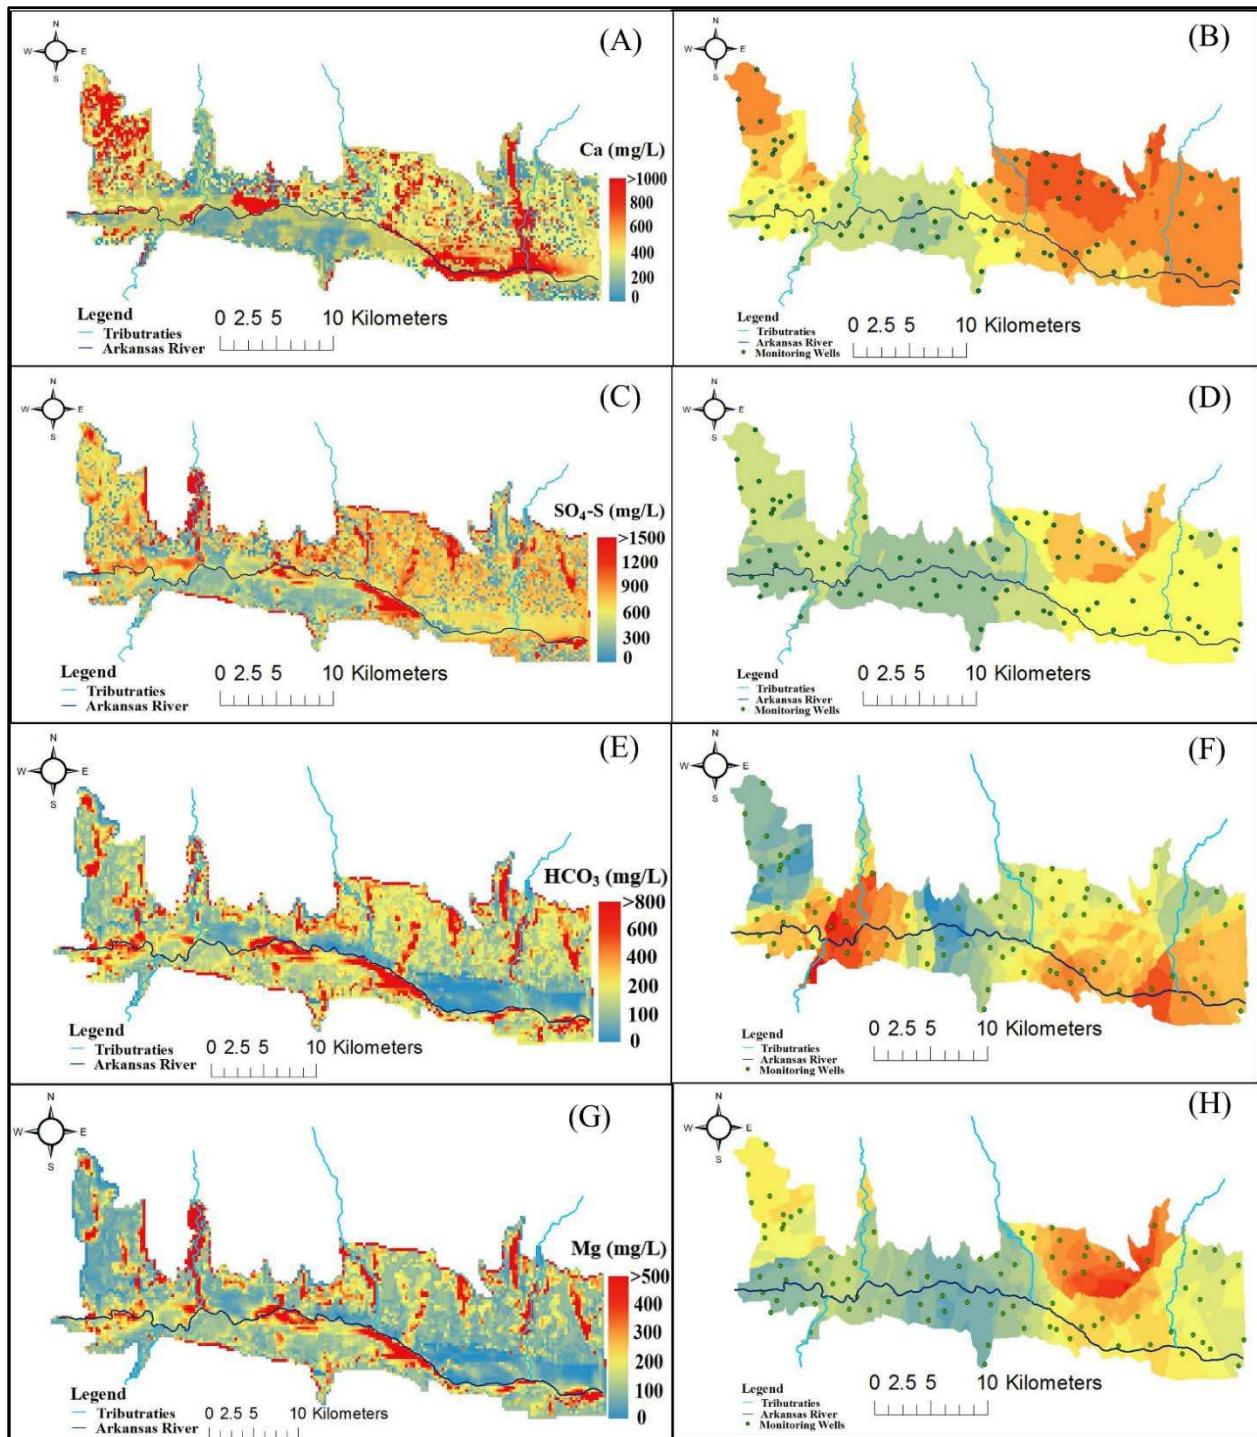 N
W E
S
(A)
Ca (mg/L)
>1000
800
600
400
200
0
Legend
Tributraties
Arkansas River
0 2.5 5 10 Kilometers
N
W E
S
(B)
Legend
Tributraties
Arkansas River
Monitoring Wells
0 2.5 5 10 Kilometers
N
W E
S
(C)
SO₄-S (mg/L)
>1500
1200
900
600
300
0
Legend
Tributraties
Arkansas River
0 2.5 5 10 Kilometers
N
W E
S
(D)
Legend
Tributraties
Arkansas River
Monitoring Wells
0 2.5 5 10 Kilometers
N
W E
S
(E)
HCO₃ (mg/L)
>800
600
400
200
100
0
Legend
Tributraties
Arkansas River
0 2.5 5 10 Kilometers
N
W E
S
(F)
Legend
Tributraties
Arkansas River
Monitoring Wells
0 2.5 5 10 Kilometers
N
W E
S
(G)
Mg (mg/L)
>500
400
300
200
100
0
Legend
Tributraties
Arkansas River
0 2.5 5 10 Kilometers
N
W E
S
(H)
Legend
Tributraties
Arkansas River
Monitoring Wells
0 2.5 5 10 Kilometers